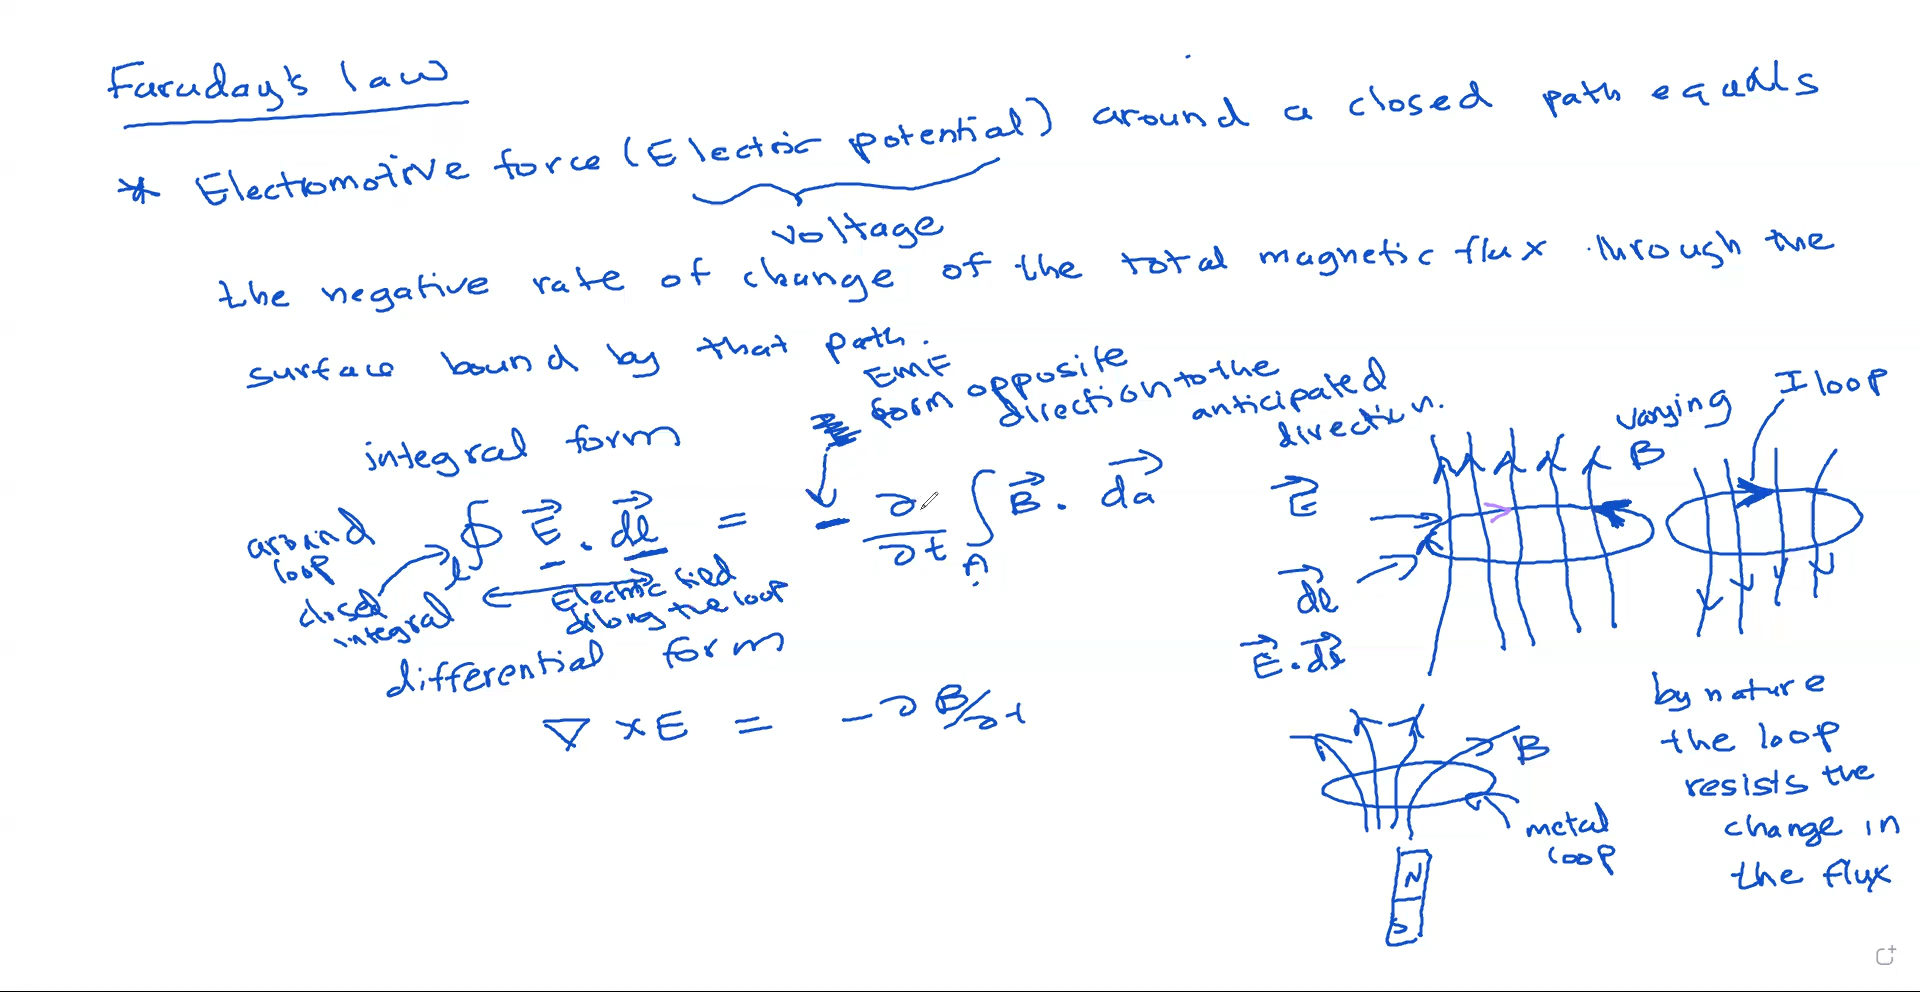 Faraday's law
* Electromotive force (Electric potential) around a closed path equals
voltage
the negative rate of change of the total magnetic flux through the
surface bound by that path.
EMF
form opposite
direction to the
anticipated
direction.
integral form
∮ E⃗ . dl⃗ = - ∂/∂t ∫ B⃗ . da⃗
l
A
around
loop
closed
integral
Electric field
along the loop
differential form
∇ × E = - ∂B/∂t
E⃗
dl⃗
E⃗ . dl⃗
varying
B
I loop
B
metal
loop
N
S
by nature
the loop
resists the
change in
the flux